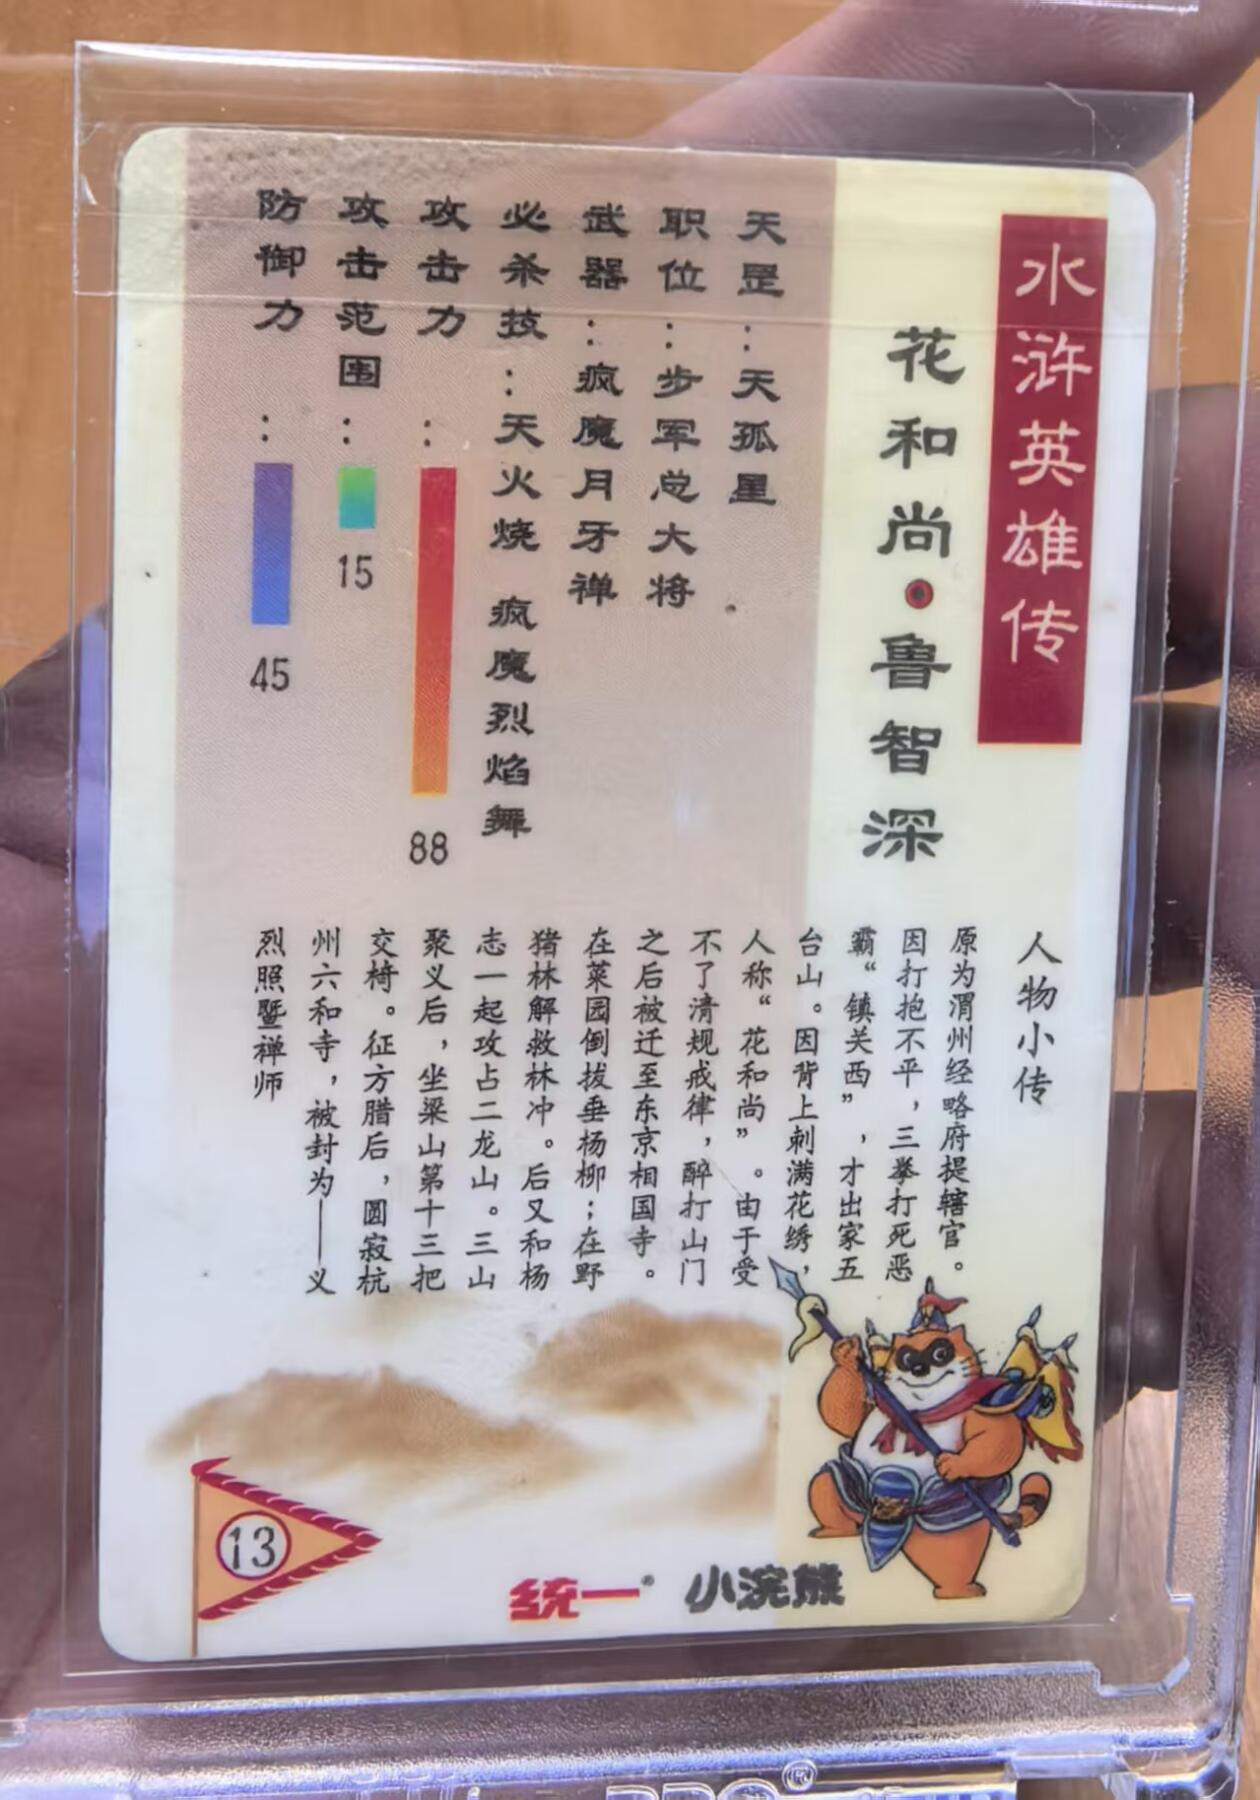 水浒英雄传
花和尚·鲁智深
天罡：天孤星
职位：步军总大将
武器：疯魔月牙禅
必杀技：天火烧 疯魔烈焰舞
攻击力：88
攻击范围：15
防御力：45
人物小传
原为渭州经略府提辖官。
因打抱不平，三拳打死恶
霸“镇关西”，才出家五
台山。因背上刺满花绣，
人称“花和尚”。由于受
不了清规戒律，醉打山门
之后被迁至东京相国寺。
在菜园倒拔垂杨柳；在野
猪林解救林冲。后又和杨
志一起攻占二龙山。三山
聚义后，坐梁山第十三把
交椅。征方腊后，圆寂杭
州六和寺，被封为——义
烈照暨禅师
13
统一® 小浣熊